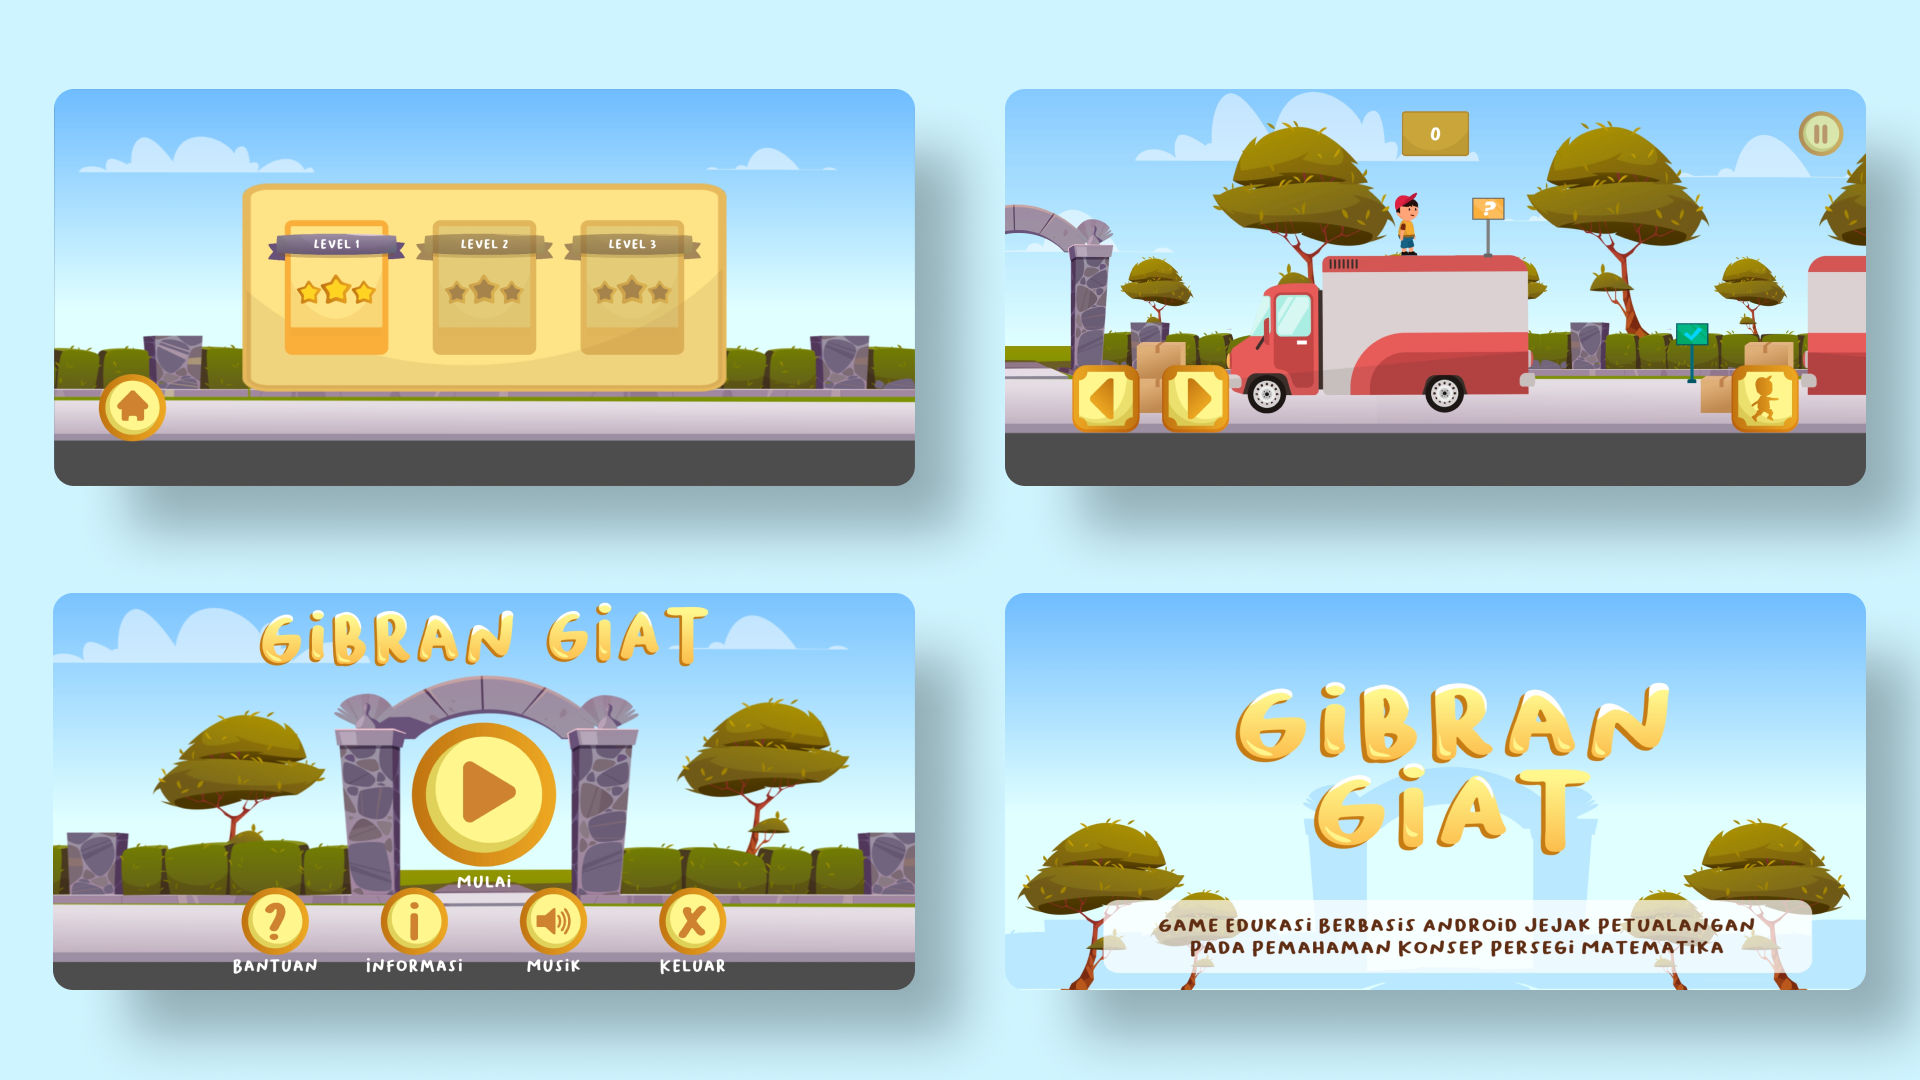 LEVEL 1
LEVEL 2
LEVEL 3
0
?
GiBRAN GiAT
MULAi
?
i
X
BANTUAN
iNFORMASi
MUSiK
KELUAR
GiBRAN
GiAT
GAME EDUKASi BERBASiS ANDROiD JEJAK PETUALANGAN
PADA PEMAHAMAN KONSEP PERSEGi MATEMATiKA